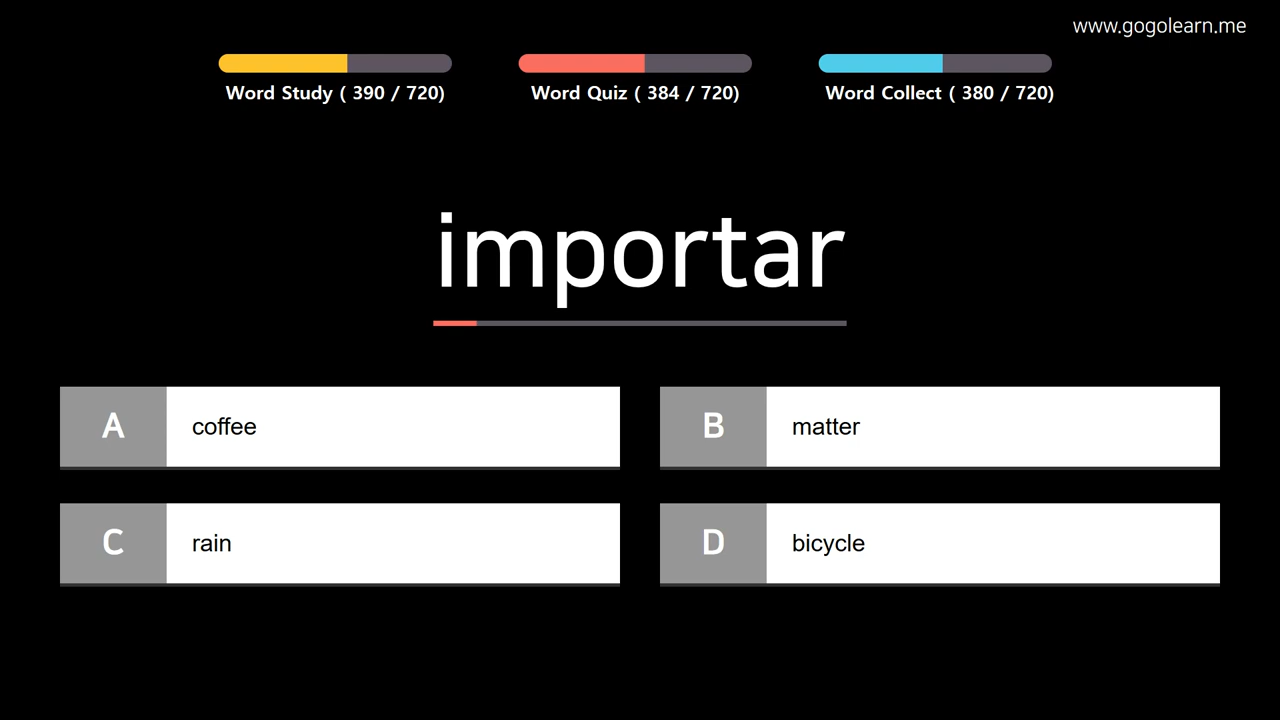 www.gogolearn.me
Word Study ( 390 / 720)
Word Quiz ( 384 / 720)
Word Collect ( 380 / 720)
importar
A coffee
B matter
C rain
D bicycle